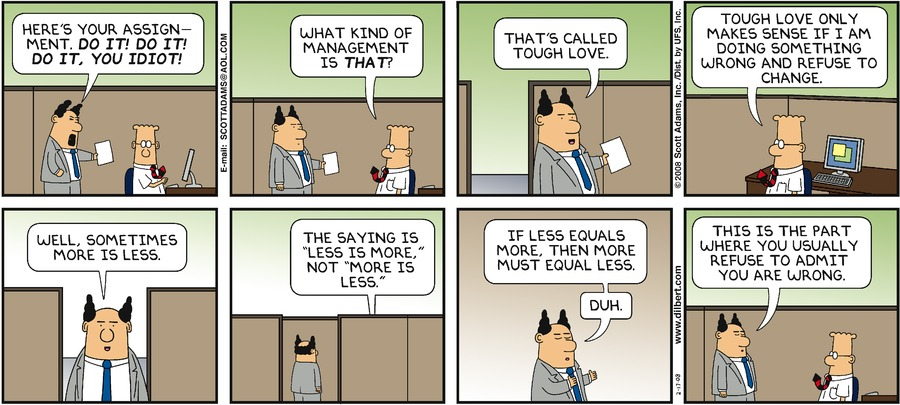 HERE'S YOUR ASSIGN-
MENT. DO IT! DO IT!
DO IT, YOU IDIOT!
E-mail: SCOTTADAMS@AOL.COM
WHAT KIND OF
MANAGEMENT
IS THAT?
THAT'S CALLED
TOUGH LOVE.
©2008 Scott Adams, Inc./Dist. by UFS, Inc.
TOUGH LOVE ONLY
MAKES SENSE IF I AM
DOING SOMETHING
WRONG AND REFUSE TO
CHANGE.
WELL, SOMETIMES
MORE IS LESS.
THE SAYING IS
"LESS IS MORE,"
NOT "MORE IS
LESS."
IF LESS EQUALS
MORE, THEN MORE
MUST EQUAL LESS.
DUH.
www.dilbert.com
THIS IS THE PART
WHERE YOU USUALLY
REFUSE TO ADMIT
YOU ARE WRONG.